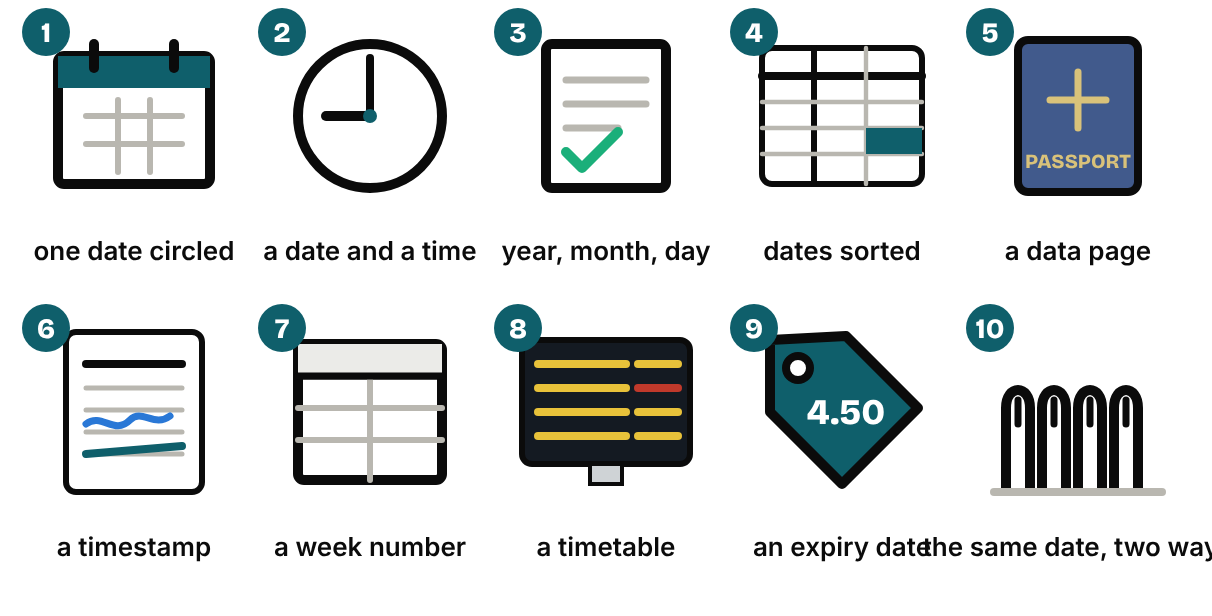 1
2
3
4
5
PASSPORT
one date circled
a date and a time
year, month, day
dates sorted
a data page
6
7
8
9
10
4.50
a timestamp
a week number
a timetable
an expiry date
the same date, two way